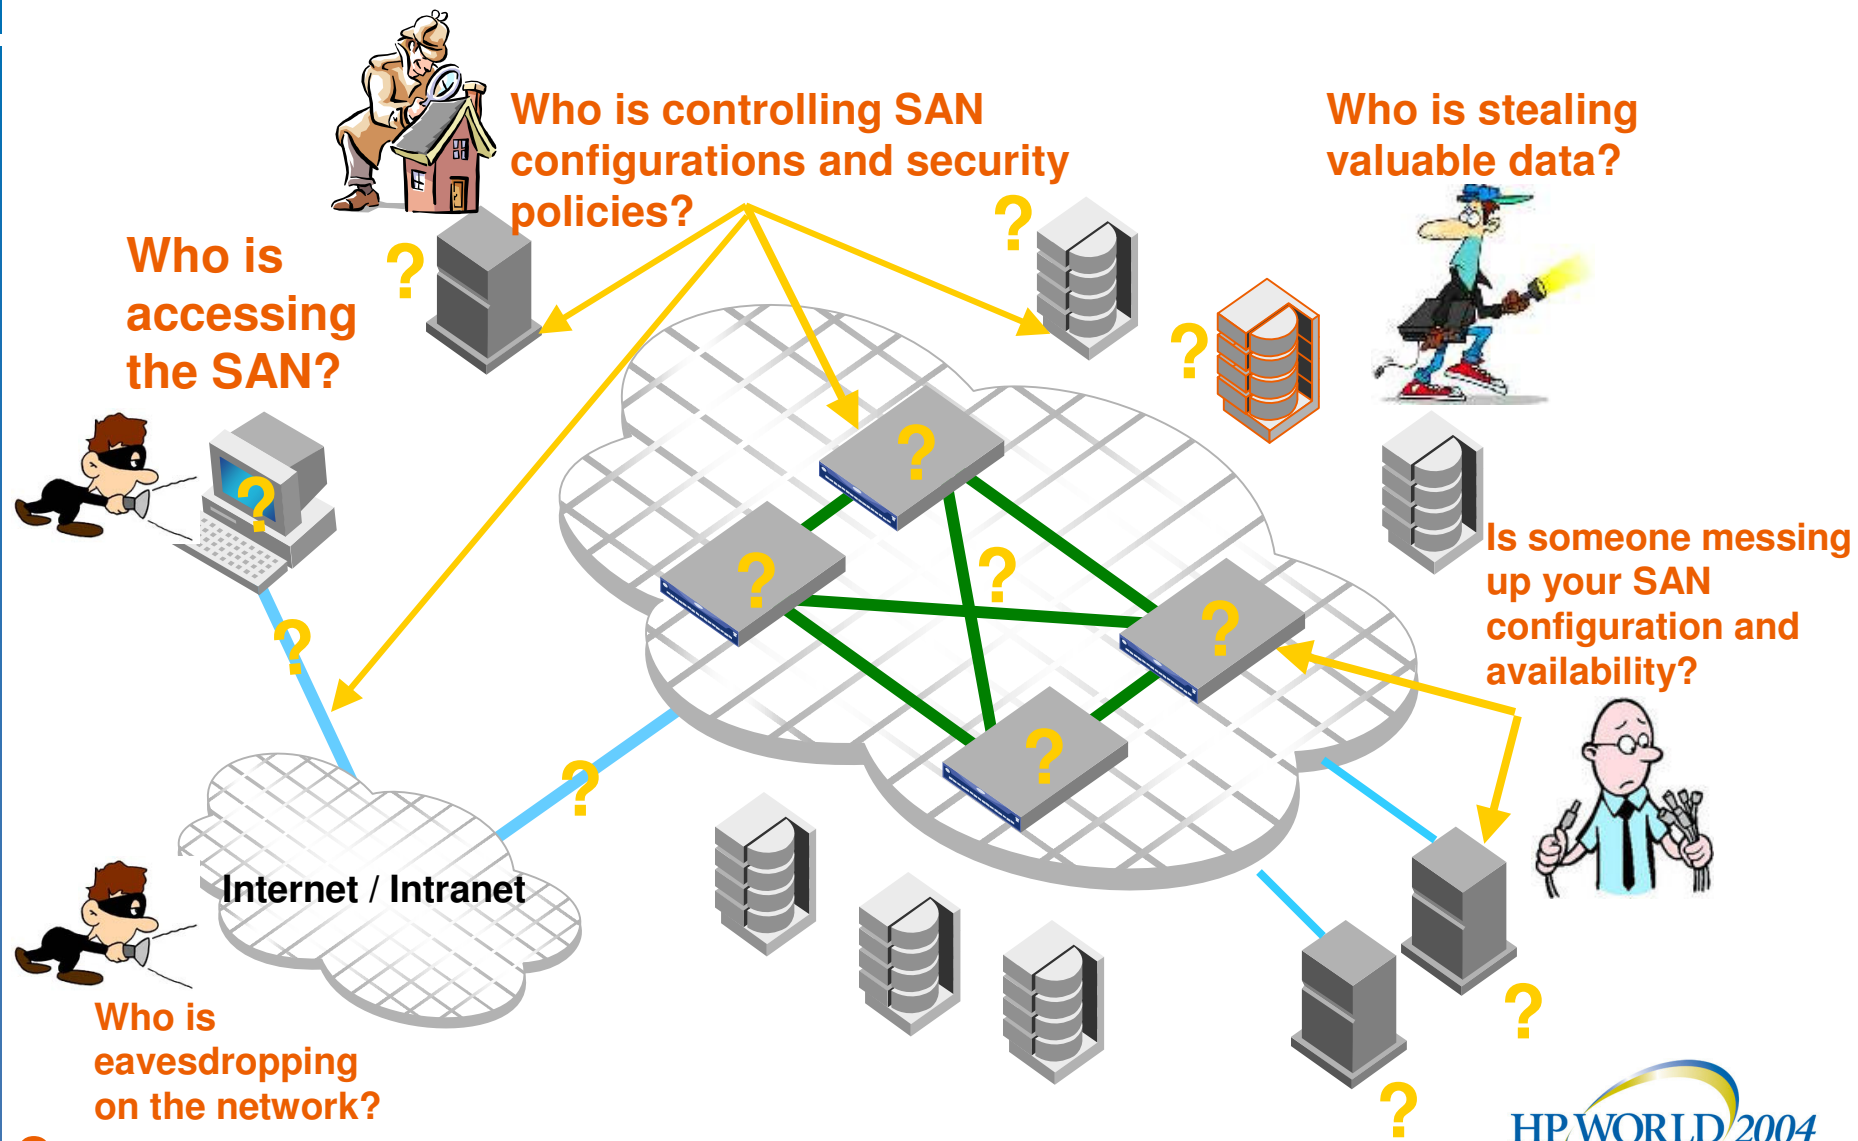 Who is controlling SAN
configurations and security
policies?
Who is stealing
valuable data?
?
?
Who is
accessing
the SAN?
?
?
?
?
?
?
Is someone messing
up your SAN
configuration and
availability?
?
?
?
?
Internet / Intranet
?
Who is
eavesdropping
on the network?
?
HP WORLD 2004